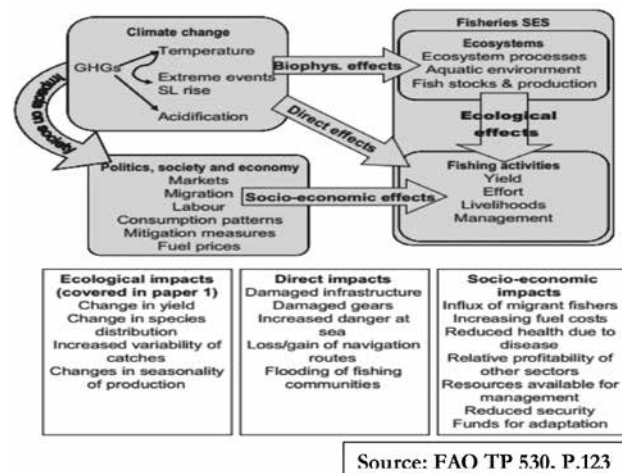 Climate change
GHGs
Temperature
Extreme events
SL rise
Acidification
Biophys. effects
Fisheries SES
Ecosystems
Ecosystem processes
Aquatic environment
Fish stocks & production
Impacts on society
Direct effects
Ecological
effects
Politics, society and economy
Markets
Migration
Labour
Consumption patterns
Mitigation measures
Fuel prices
Socio-economic effects
Fishing activities
Yield
Effort
Livelihoods
Management
Ecological impacts
(covered in paper 1)
Change in yield
Change in species
distribution
Increased variability of
catches
Changes in seasonality
of production
Direct impacts
Damaged infrastructure
Damaged gears
Increased danger at
sea
Loss/gain of navigation
routes
Flooding of fishing
communities
Socio-economic
impacts
Influx of migrant fishers
Increasing fuel costs
Reduced health due to
disease
Relative profitability of
other sectors
Resources available for
management
Reduced security
Funds for adaptation
Source: FAO TP 530. P.123